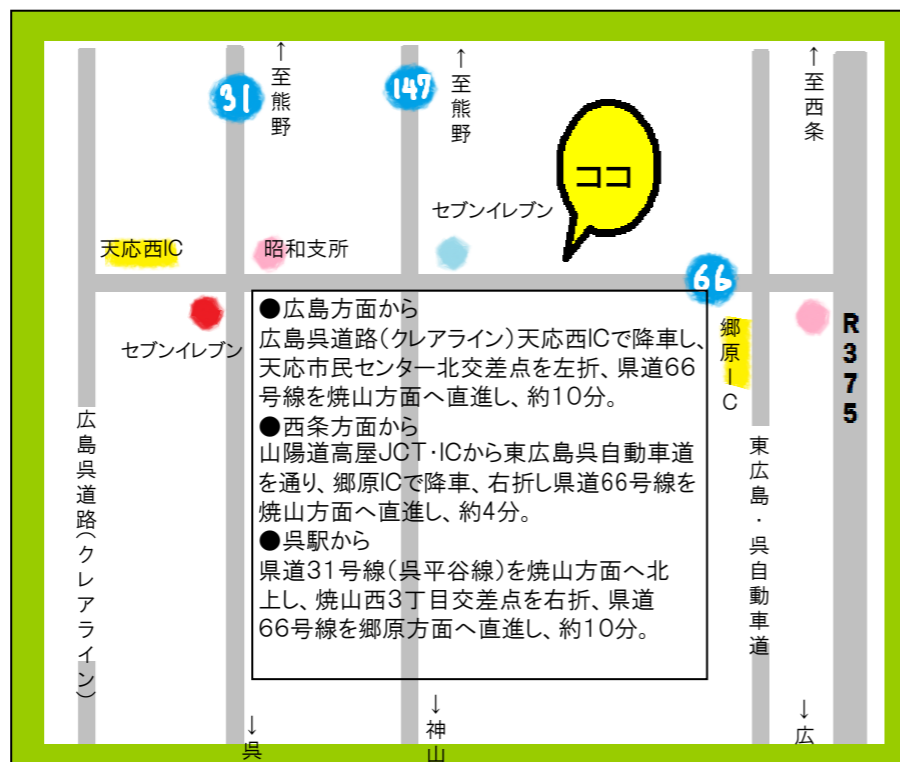 ↑至熊野
↑至熊野
↑至西条
31
147
ココ
セブンイレブン
天応西IC
昭和支所
66
セブンイレブン
郷原IC
R375
●広島方面から
広島呉道路(クレアライン)天応西ICで降車し、
天応市民センター北交差点を左折、県道66
号線を焼山方面へ直進し、約10分。
●西条方面から
山陽道高屋JCT・ICから東広島呉自動車道
を通り、郷原ICで降車、右折し県道66号線を
焼山方面へ直進し、約4分。
●呉駅から
県道31号線(呉平谷線)を焼山方面へ北
上し、焼山西3丁目交差点を右折、県道
66号線を郷原方面へ直進し、約10分。
広島呉道路(クレアライン)
東広島・呉自動車道
↓呉
↓神山
↓広